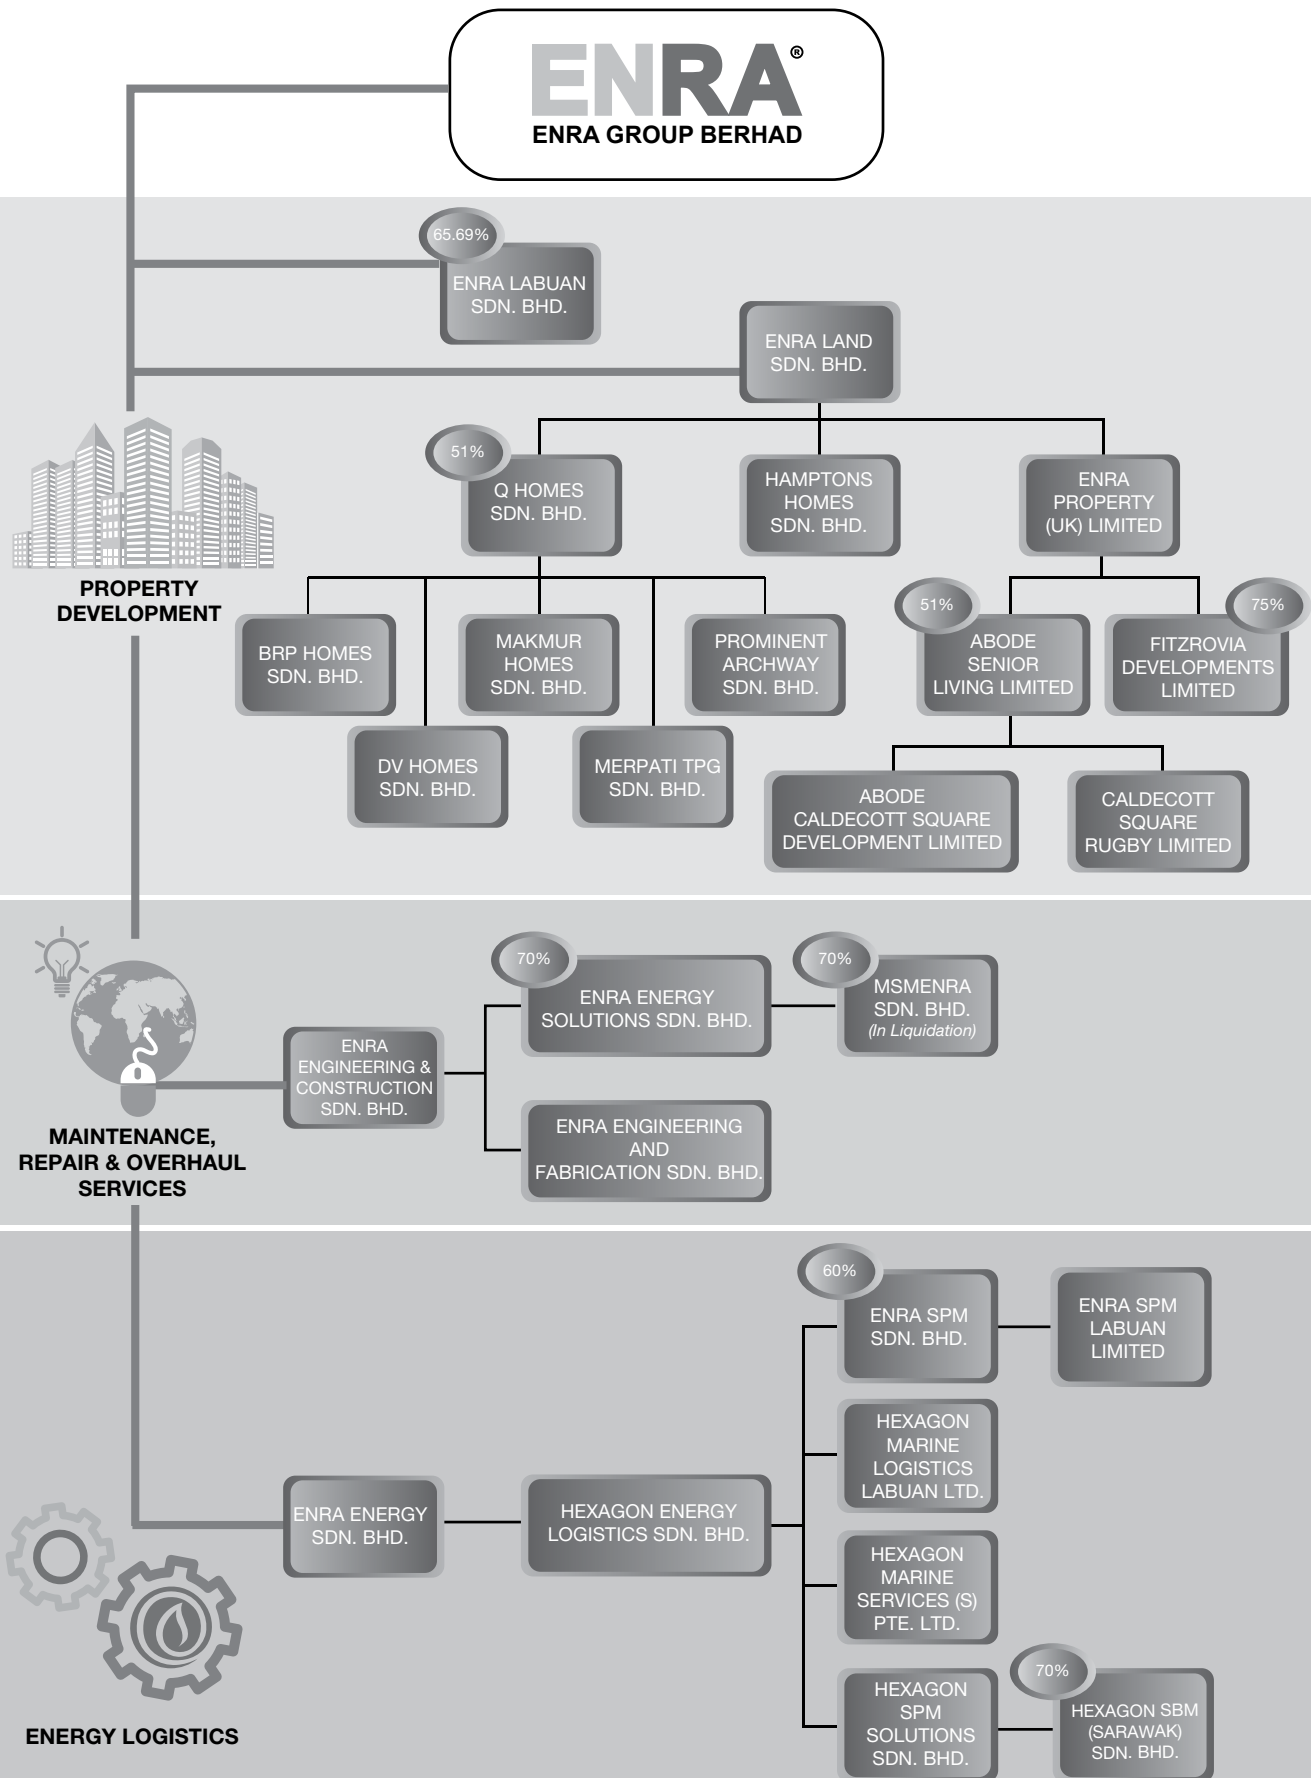 ENRA®
ENRA GROUP BERHAD
65.69%
ENRA LABUAN
SDN. BHD.
ENRA LAND
SDN. BHD.
51%
Q HOMES
SDN. BHD.
HAMPTONS
HOMES
SDN. BHD.
ENRA
PROPERTY
(UK) LIMITED
PROPERTY
DEVELOPMENT
BRP HOMES
SDN. BHD.
MAKMUR
HOMES
SDN. BHD.
PROMINENT
ARCHWAY
SDN. BHD.
51%
ABODE
SENIOR
LIVING LIMITED
75%
FITZROVIA
DEVELOPMENTS
LIMITED
DV HOMES
SDN. BHD.
MERPATI TPG
SDN. BHD.
ABODE
CALDECOTT SQUARE
DEVELOPMENT LIMITED
CALDECOTT
SQUARE
RUGBY LIMITED
MAINTENANCE,
REPAIR & OVERHAUL
SERVICES
ENRA
ENGINEERING &
CONSTRUCTION
SDN. BHD.
70%
ENRA ENERGY
SOLUTIONS SDN. BHD.
70%
MSMENRA
SDN. BHD.
(In Liquidation)
ENRA ENGINEERING
AND
FABRICATION SDN. BHD.
ENERGY LOGISTICS
ENRA ENERGY
SDN. BHD.
HEXAGON ENERGY
LOGISTICS SDN. BHD.
60%
ENRA SPM
SDN. BHD.
ENRA SPM
LABUAN
LIMITED
HEXAGON
MARINE
LOGISTICS
LABUAN LTD.
HEXAGON
MARINE
SERVICES (S)
PTE. LTD.
HEXAGON
SPM
SOLUTIONS
SDN. BHD.
70%
HEXAGON SBM
(SARAWAK)
SDN. BHD.